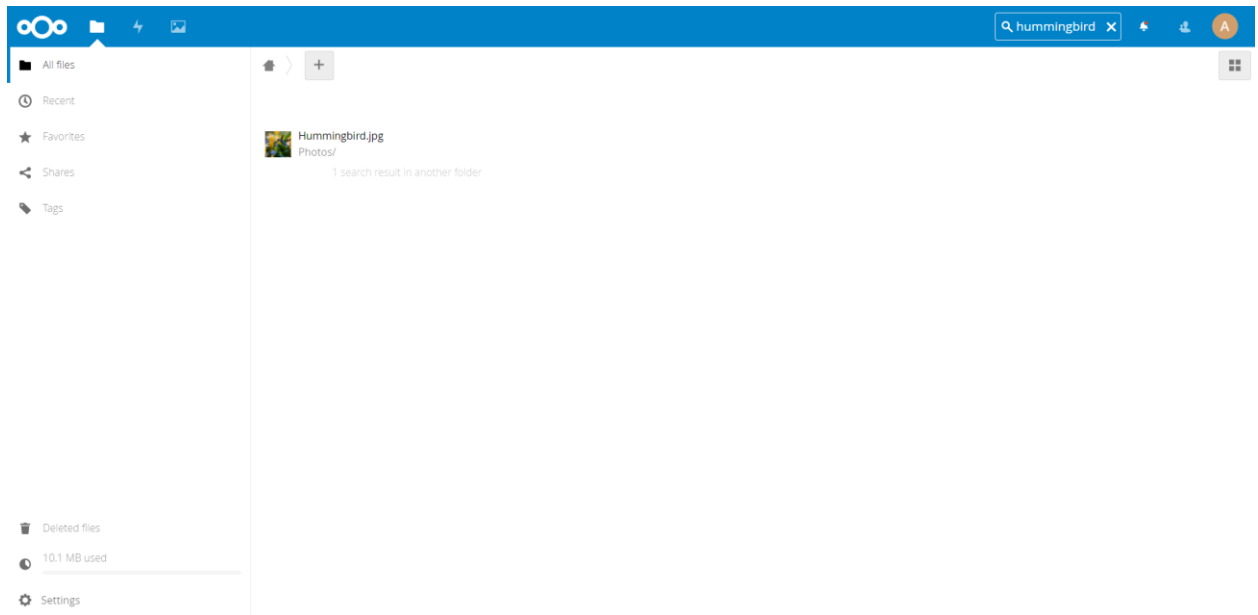 hummingbird
A
All files
Recent
Favorites
Shares
Tags
Hummingbird.jpg
Photos/
1 search result in another folder
Deleted files
10.1 MB used
Settings